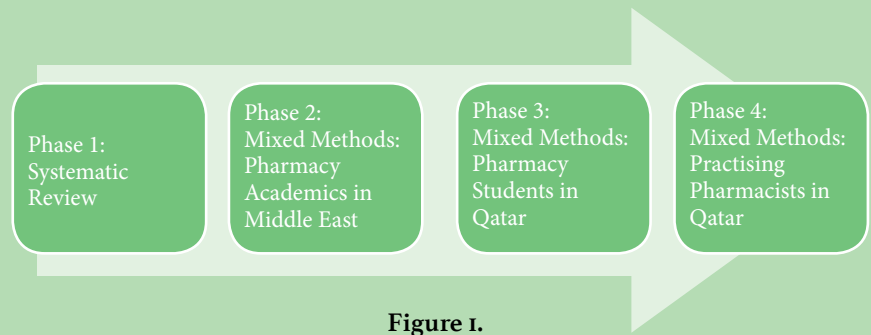 Phase 1:
Systematic
Review
Phase 2:
Mixed Methods:
Pharmacy
Academics in
Middle East
Phase 3:
Mixed Methods:
Pharmacy
Students in
Qatar
Phase 4:
Mixed Methods:
Practising
Pharmacists in
Qatar
Figure 1.